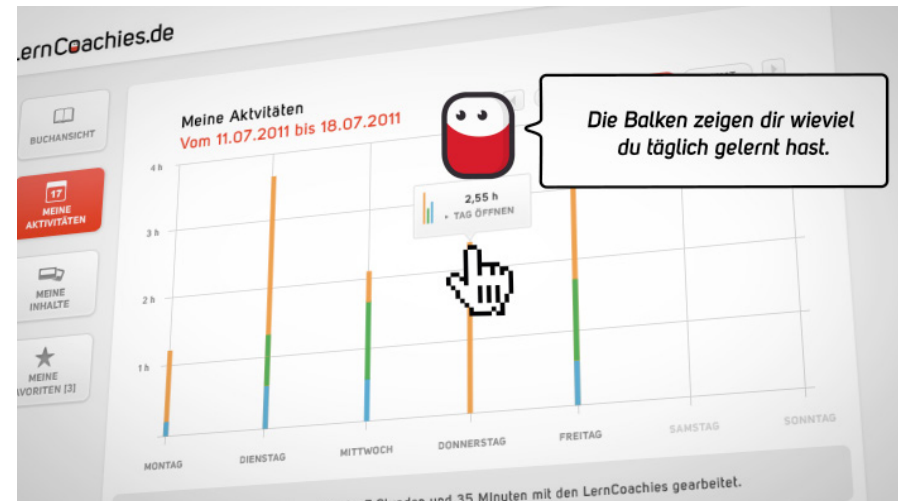 LernCoachies.de
BUCHANSICHT
17
MEINE
AKTIVITÄTEN
MEINE
INHALTE
MEINE
FAVORITEN [3]
Meine Aktvitäten
Vom 11.07.2011 bis 18.07.2011
Die Balken zeigen dir wieviel
du täglich gelernt hast.
4 h
3 h
2 h
1 h
2,55 h
TAG ÖFFNEN
MONTAG
DIENSTAG
MITTWOCH
DONNERSTAG
FREITAG
SAMSTAG
SONNTAG
und 35 Minuten mit den LernCoachies gearbeitet.